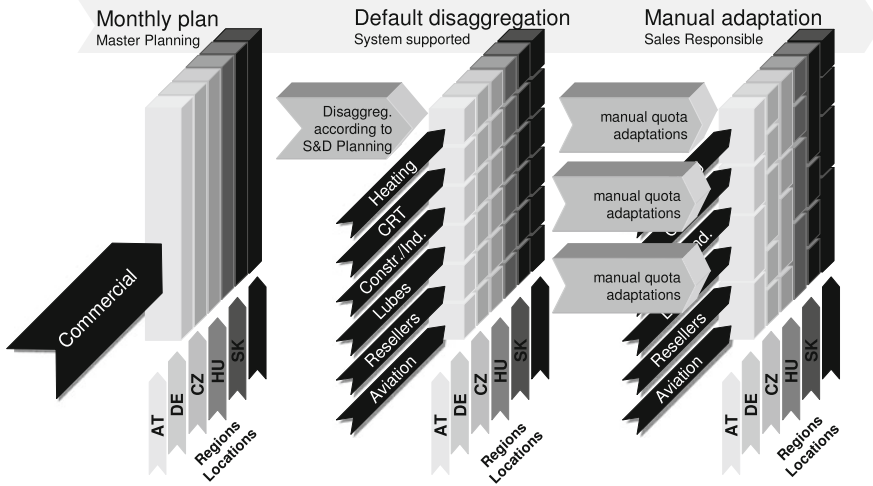 Monthly plan
Master Planning
Default disaggregation
System supported
Manual adaptation
Sales Responsible
Commercial
AT
DE
CZ
HU
SK
Regions
Locations
Disaggreg.
according to
S&D Planning
Heating
CRT
Constr./Ind.
Lubes
Resellers
Aviation
AT
DE
CZ
HU
SK
Regions
Locations
manual quota
adaptations
manual quota
adaptations
manual quota
adaptations
nd.
Resellers
Aviation
AT
DE
CZ
HU
SK
Regions
Locations